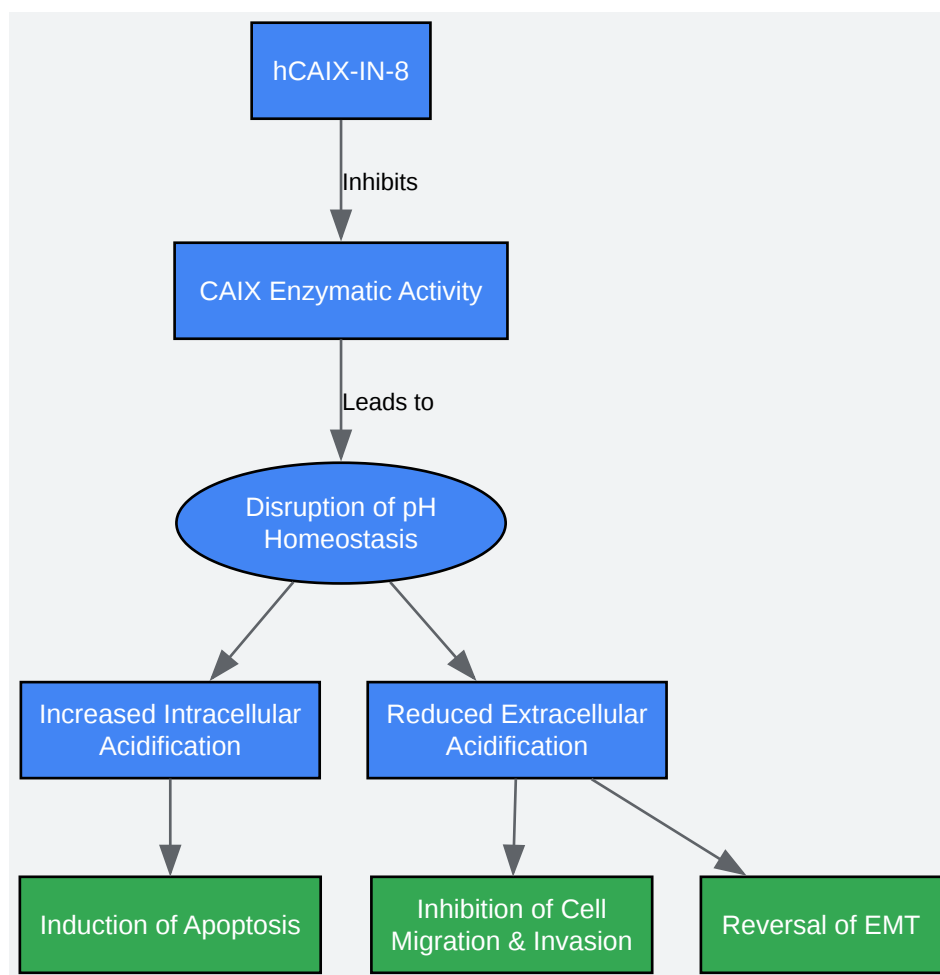 hCAIX-IN-8
Inhibits
CAIX Enzymatic Activity
Leads to
Disruption of pH
Homeostasis
Increased Intracellular
Acidification
Reduced Extracellular
Acidification
Induction of Apoptosis
Inhibition of Cell
Migration & Invasion
Reversal of EMT